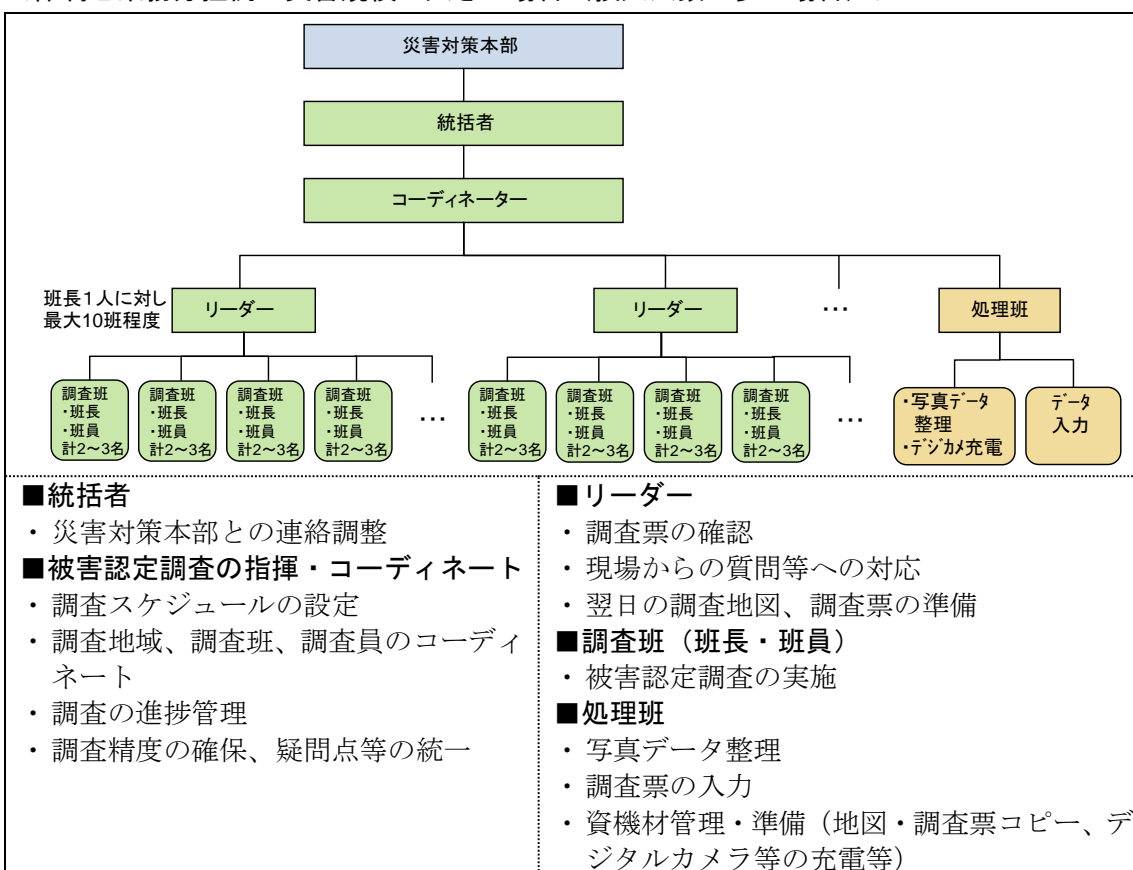 災害対策本部
統括者
コーディネーター
班長１人に対し
最大10班程度
リーダー
リーダー
…
処理班
調査班
・班長
・班員
計2～3名
調査班
・班長
・班員
計2～3名
調査班
・班長
・班員
計2～3名
調査班
・班長
・班員
計2～3名
…
調査班
・班長
・班員
計2～3名
調査班
・班長
・班員
計2～3名
調査班
・班長
・班員
計2～3名
調査班
・班長
・班員
計2～3名
…
・写真ﾃﾞｰﾀ
整理
・ﾃﾞｼﾞｶﾒ充電
ﾃﾞｰﾀ
入力
■統括者
・災害対策本部との連絡調整
■被害認定調査の指揮・コーディネート
・調査スケジュールの設定
・調査地域、調査班、調査員のコーディ
ネート
・調査の進捗管理
・調査精度の確保、疑問点等の統一
■リーダー
・調査票の確認
・現場からの質問等への対応
・翌日の調査地図、調査票の準備
■調査班（班長・班員）
・被害認定調査の実施
■処理班
・写真データ整理
・調査票の入力
・資機材管理・準備（地図・調査票コピー、デ
ジタルカメラ等の充電等）